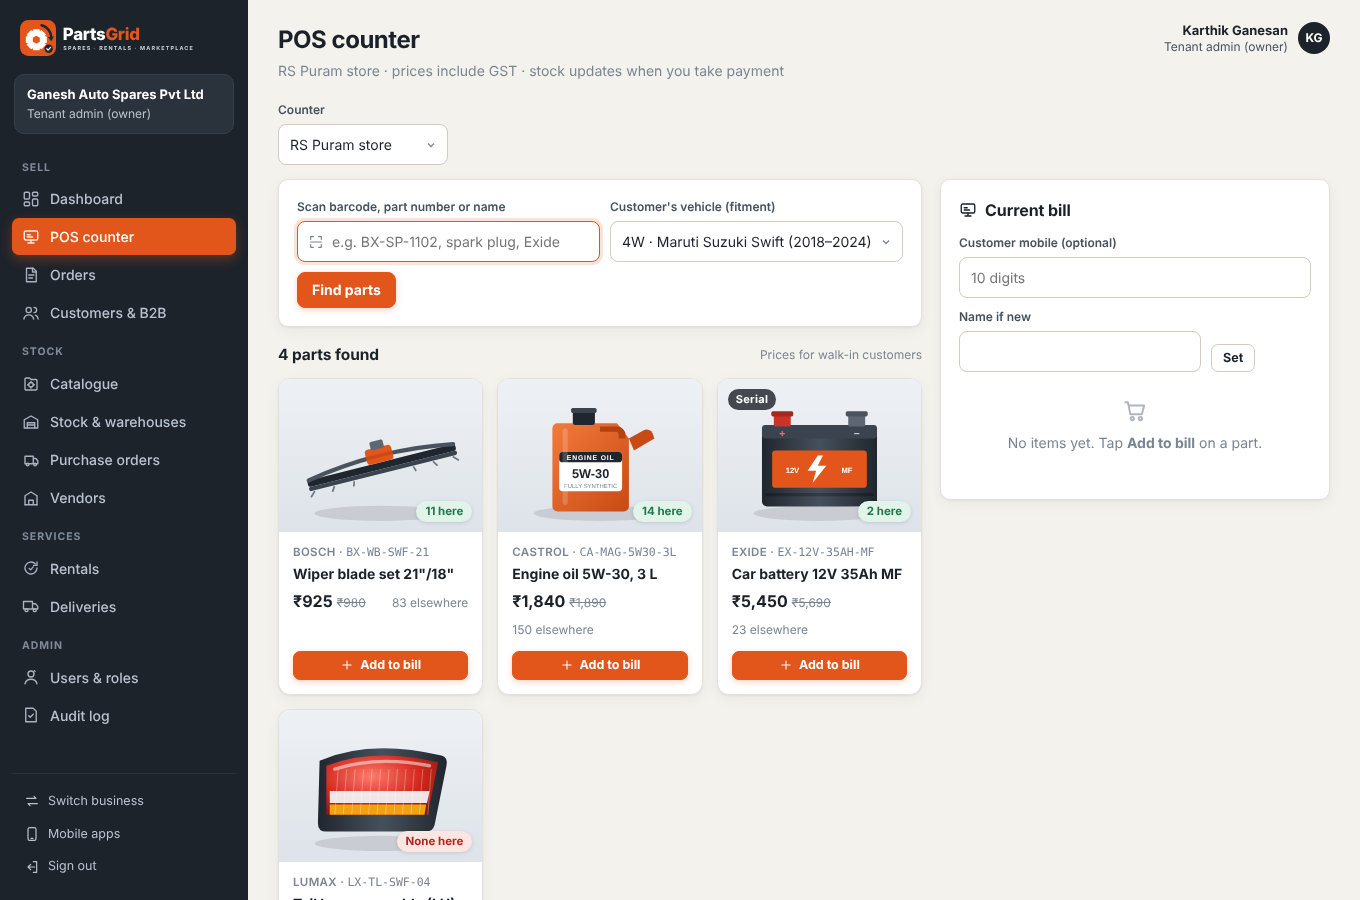 PartsGrid
SPARES · RENTALS · MARKETPLACE
Ganesh Auto Spares Pvt Ltd
Tenant admin (owner)
SELL
Dashboard
POS counter
Orders
Customers & B2B
STOCK
Catalogue
Stock & warehouses
Purchase orders
Vendors
SERVICES
Rentals
Deliveries
ADMIN
Users & roles
Audit log
Switch business
Mobile apps
Sign out
POS counter
RS Puram store · prices include GST · stock updates when you take payment
Karthik Ganesan
Tenant admin (owner)
KG
Counter
RS Puram store
Scan barcode, part number or name
e.g. BX-SP-1102, spark plug, Exide
Customer's vehicle (fitment)
4W · Maruti Suzuki Swift (2018–2024)
Find parts
4 parts found
Prices for walk-in customers
11 here
BOSCH · BX-WB-SWF-21
Wiper blade set 21"/18"
₹925 ₹980 83 elsewhere
Add to bill
ENGINE OIL
5W-30
FULLY SYNTHETIC
14 here
CASTROL · CA-MAG-5W30-3L
Engine oil 5W-30, 3 L
₹1,840 ₹1,890
150 elsewhere
Add to bill
Serial
+ −
12V MF
2 here
EXIDE · EX-12V-35AH-MF
Car battery 12V 35Ah MF
₹5,450 ₹5,690
23 elsewhere
Add to bill
None here
LUMAX · LX-TL-SWF-04
Current bill
Customer mobile (optional)
10 digits
Name if new
Set
No items yet. Tap Add to bill on a part.